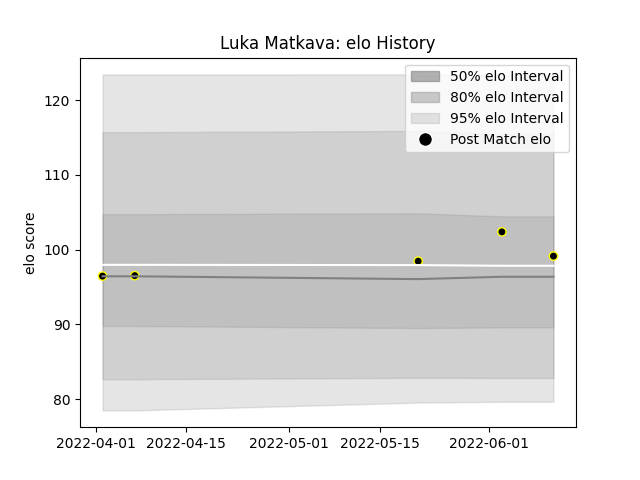 Luka Matkava: elo History
50% elo Interval
80% elo Interval
95% elo Interval
Post Match elo
elo score
120
110
100
90
80
2022-04-01 2022-04-15 2022-05-01 2022-05-15 2022-06-01